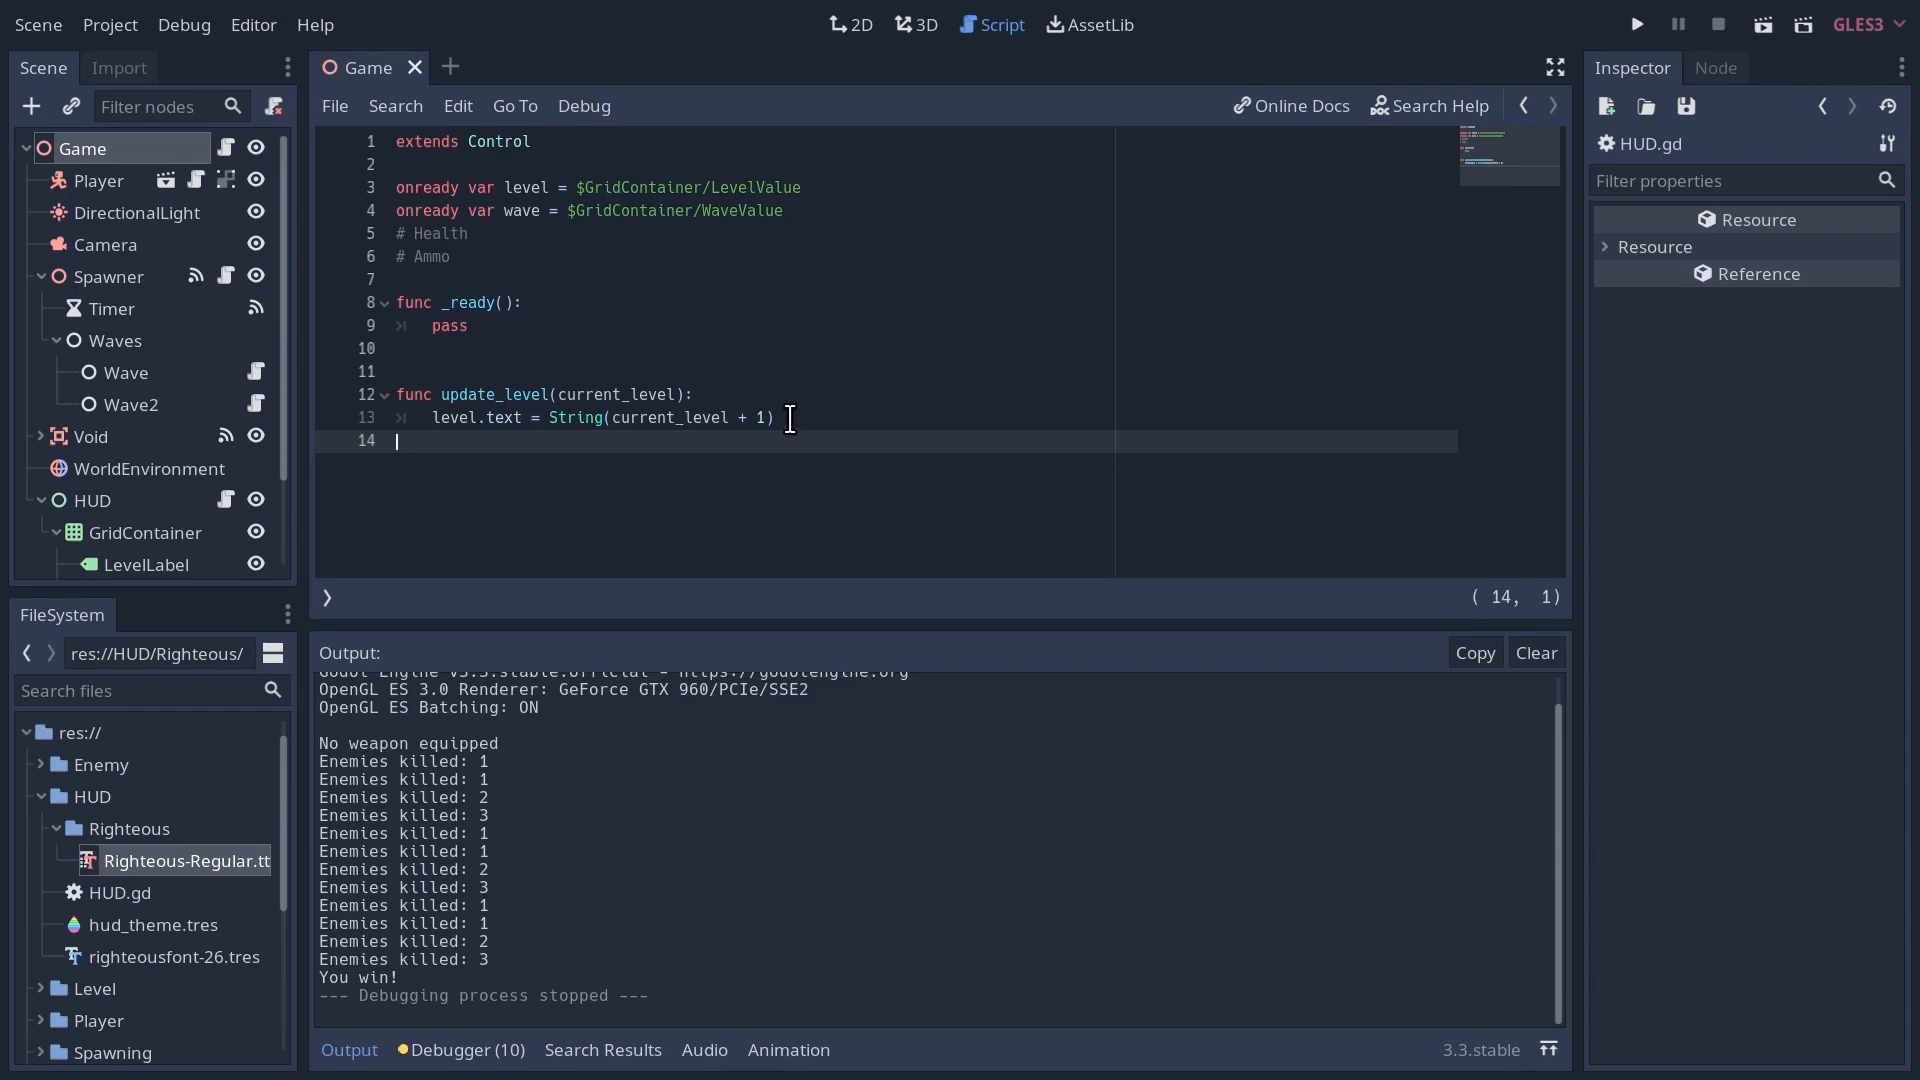 Scene Project Debug Editor Help
2D 3D Script AssetLib
GLES3
Scene Import
Filter nodes
Game
Player
DirectionalLight
Camera
Spawner
Timer
Waves
Wave
Wave2
Void
WorldEnvironment
HUD
GridContainer
LevelLabel
FileSystem
res://HUD/Righteous/
Search files
res://
Enemy
HUD
Righteous
Righteous-Regular.tt
HUD.gd
hud_theme.tres
righteousfont-26.tres
Level
Player
Spawning
Game
File Search Edit Go To Debug
Online Docs Search Help
1 extends Control
2
3 onready var level = $GridContainer/LevelValue
4 onready var wave = $GridContainer/WaveValue
5 # Health
6 # Ammo
7
8 func _ready():
9 pass
10
11
12 func update_level(current_level):
13 level.text = String(current_level + 1)
14
( 14, 1)
Output:
Copy Clear
Godot Engine v3.3.stable.official - https://godotengine.org
OpenGL ES 3.0 Renderer: GeForce GTX 960/PCIe/SSE2
OpenGL ES Batching: ON
No weapon equipped
Enemies killed: 1
Enemies killed: 1
Enemies killed: 2
Enemies killed: 3
Enemies killed: 1
Enemies killed: 1
Enemies killed: 2
Enemies killed: 3
Enemies killed: 1
Enemies killed: 1
Enemies killed: 2
Enemies killed: 3
You win!
--- Debugging process stopped ---
Output Debugger (10) Search Results Audio Animation
3.3.stable
Inspector Node
HUD.gd
Filter properties
Resource
Resource
Reference